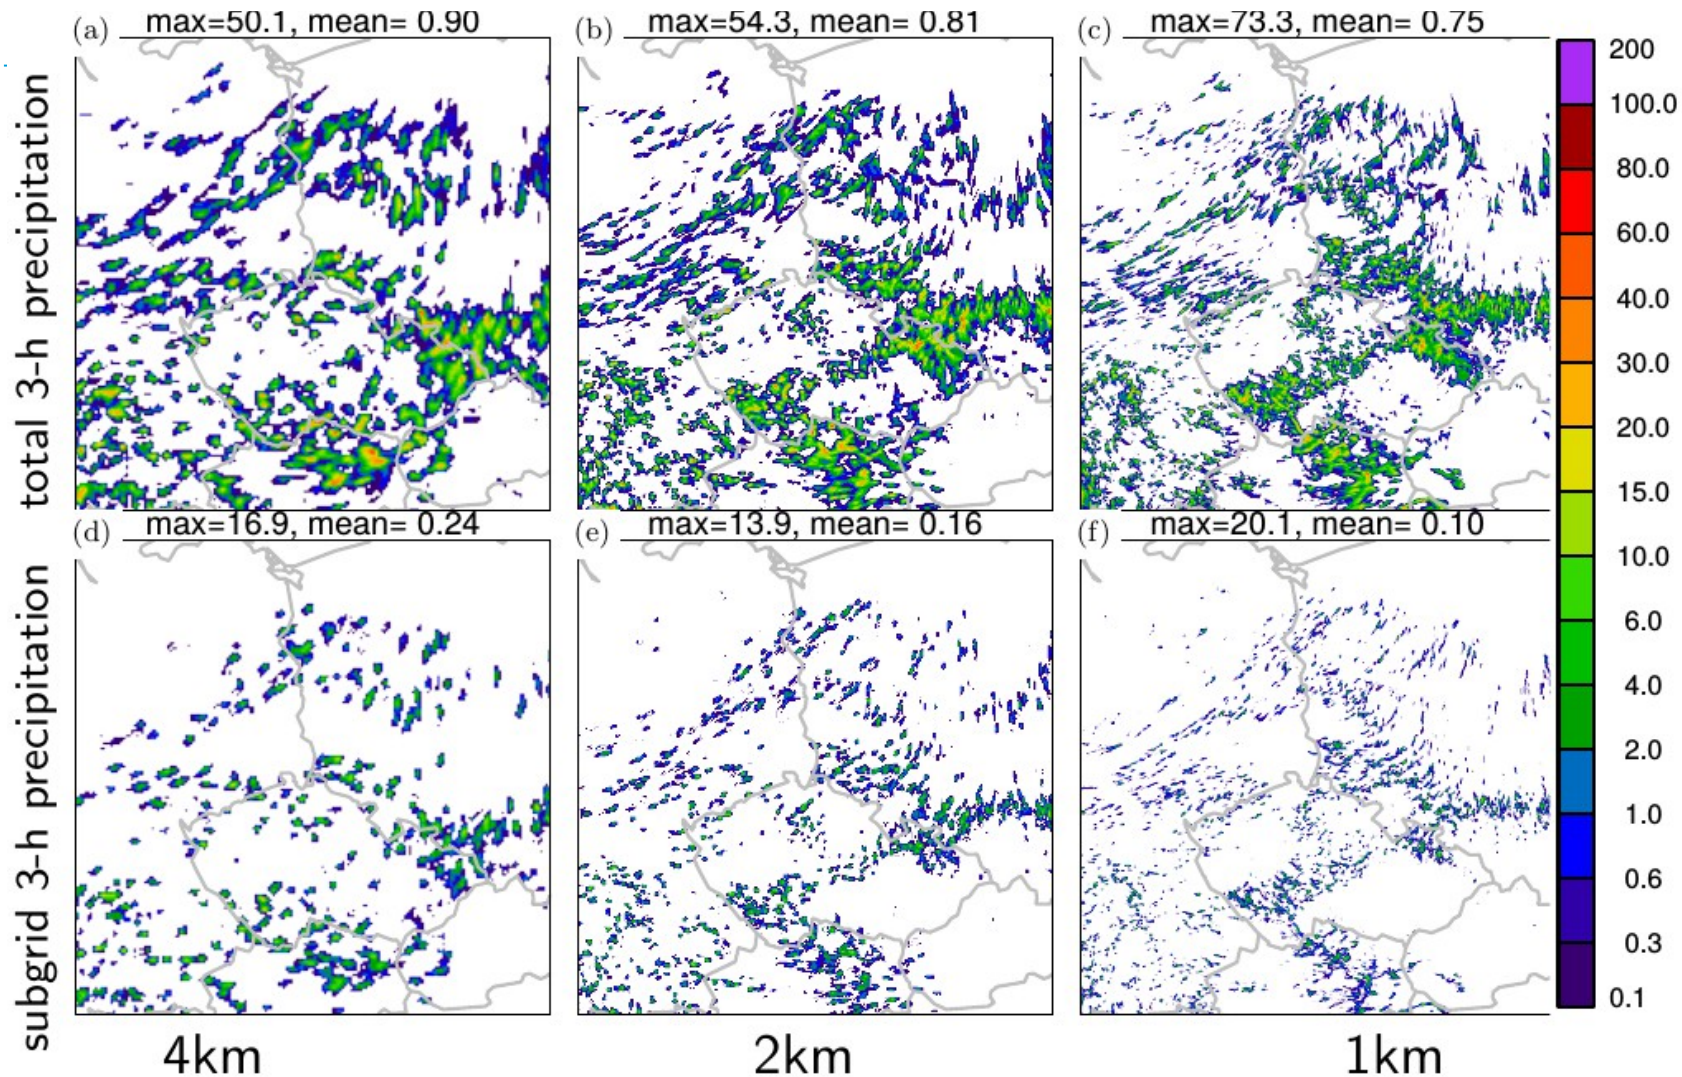 (a) max=50.1, mean= 0.90
(b) max=54.3, mean= 0.81
(c) max=73.3, mean= 0.75
total 3-h precipitation
(d) max=16.9, mean= 0.24
(e) max=13.9, mean= 0.16
(f) max=20.1, mean= 0.10
subgrid 3-h precipitation
4km
2km
1km
200
100.0
80.0
60.0
40.0
30.0
20.0
15.0
10.0
6.0
4.0
2.0
1.0
0.6
0.3
0.1